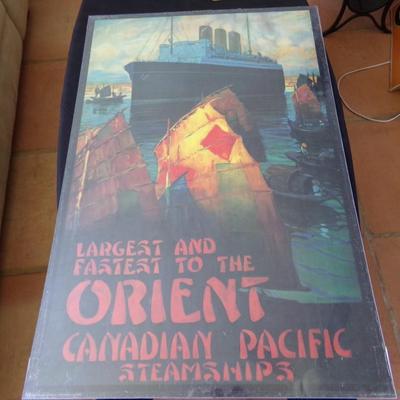 LARGEST AND
FASTEST TO THE
ORIENT
CANADIAN PACIFIC
STEAMSHIPS